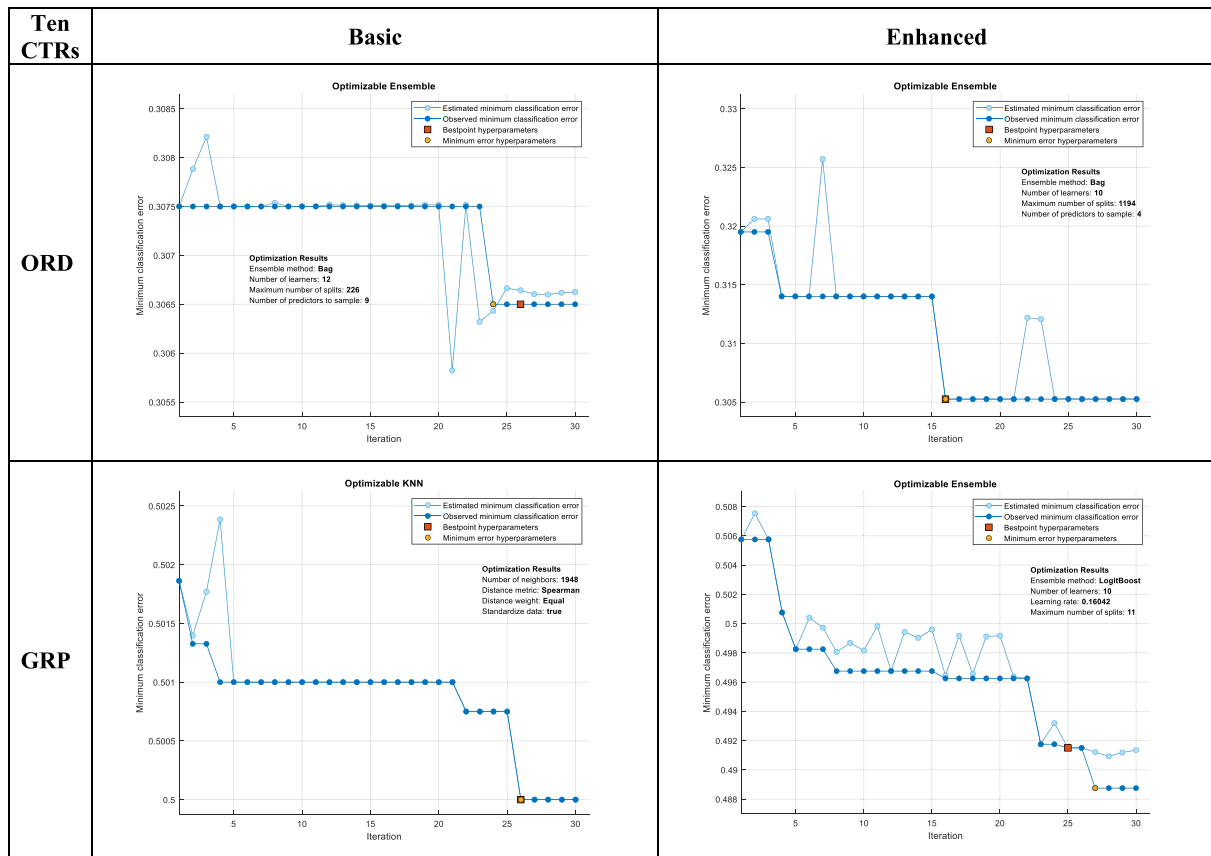 Ten
CTRs
Basic
Enhanced
ORD
Optimizable Ensemble
Minimum classification error
0.3085
0.308
0.3075
0.307
0.3065
0.306
0.3055
Estimated minimum classification error
Observed minimum classification error
Bestpoint hyperparameters
Minimum error hyperparameters
Optimization Results
Ensemble method: Bag
Number of learners: 12
Maximum number of splits: 226
Number of predictors to sample: 9
5 10 15 20 25 30
Iteration
Optimizable Ensemble
Minimum classification error
0.33
0.325
0.32
0.315
0.31
0.305
Estimated minimum classification error
Observed minimum classification error
Bestpoint hyperparameters
Minimum error hyperparameters
Optimization Results
Ensemble method: Bag
Number of learners: 10
Maximum number of splits: 1194
Number of predictors to sample: 4
5 10 15 20 25 30
Iteration
GRP
Optimizable KNN
Minimum classification error
0.5025
0.502
0.5015
0.501
0.5005
0.5
Estimated minimum classification error
Observed minimum classification error
Bestpoint hyperparameters
Minimum error hyperparameters
Optimization Results
Number of neighbors: 1948
Distance metric: Spearman
Distance weight: Equal
Standardize data: true
5 10 15 20 25 30
Iteration
Optimizable Ensemble
Minimum classification error
0.508
0.506
0.504
0.502
0.5
0.498
0.496
0.494
0.492
0.49
0.488
Estimated minimum classification error
Observed minimum classification error
Bestpoint hyperparameters
Minimum error hyperparameters
Optimization Results
Ensemble method: LogitBoost
Number of learners: 10
Learning rate: 0.16042
Maximum number of splits: 11
5 10 15 20 25 30
Iteration